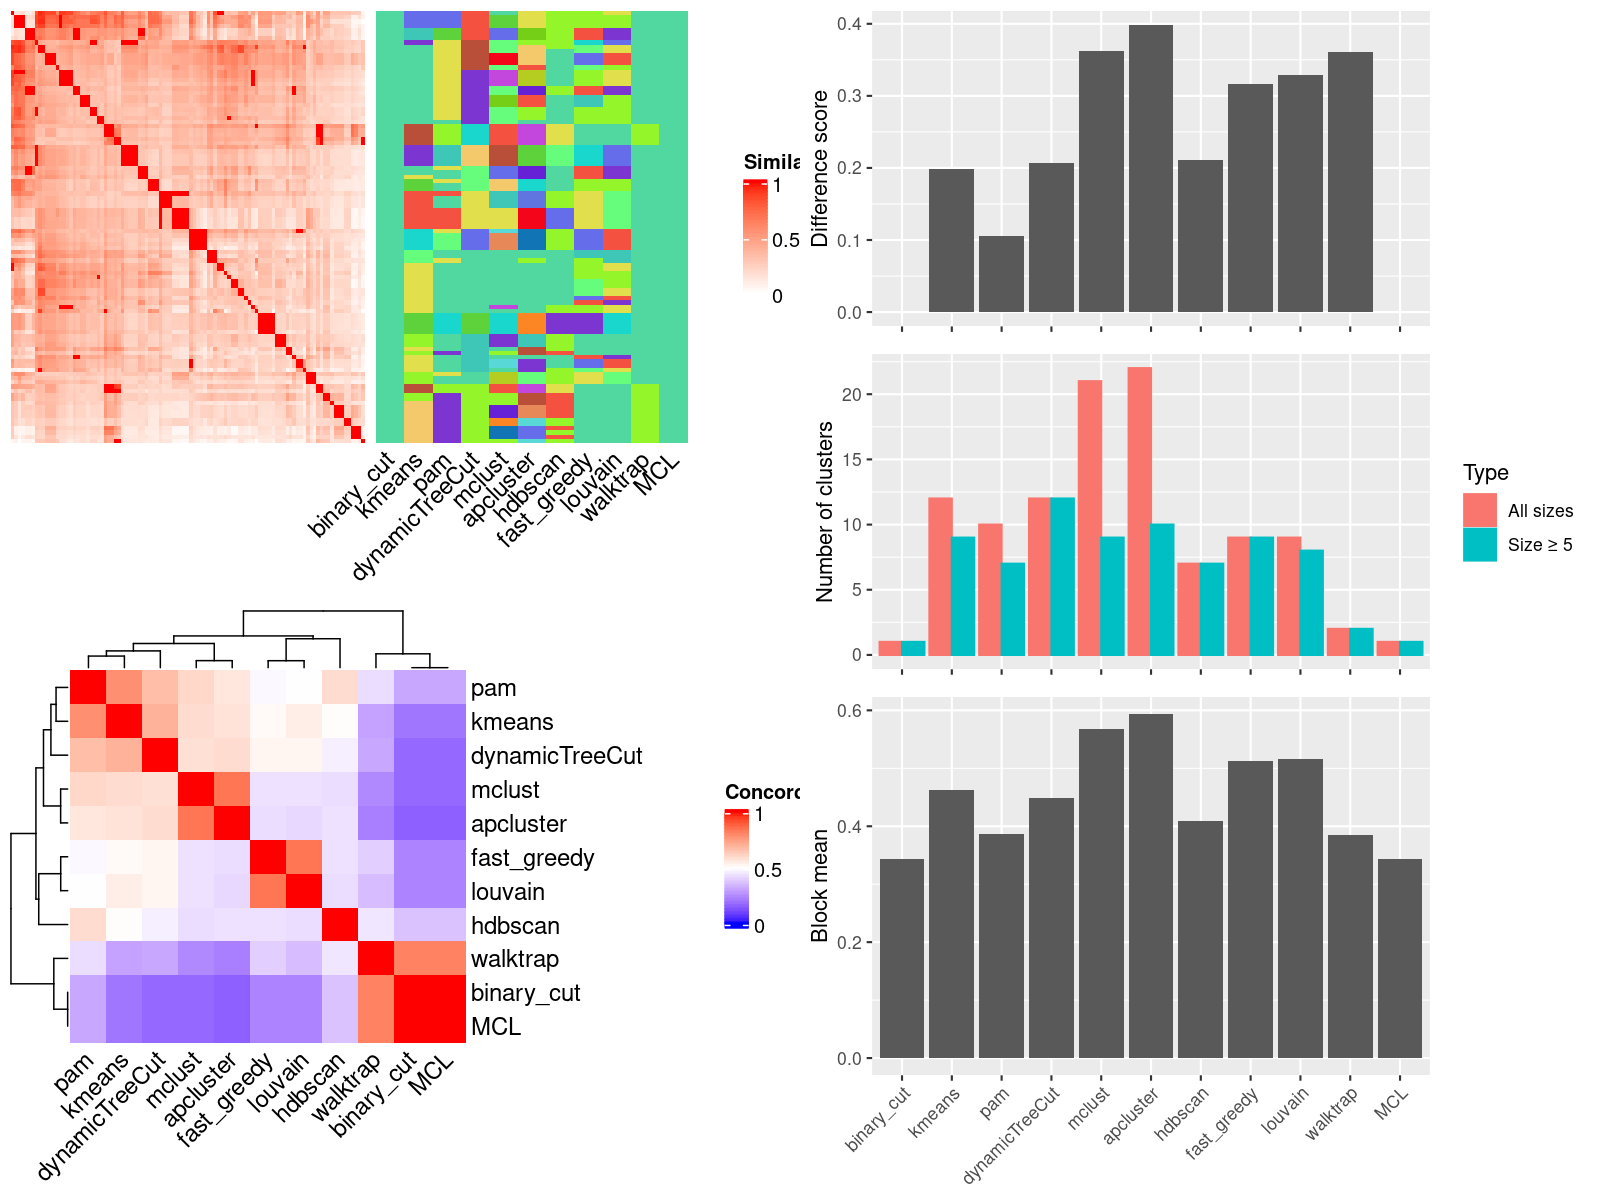 Simila
1
0.5
0
binary_cut
kmeans
pam
dynamicTreeCut
mclust
apcluster
hdbscan
fast_greedy
louvain
walktrap
MCL
pam
kmeans
dynamicTreeCut
mclust
apcluster
fast_greedy
louvain
hdbscan
walktrap
binary_cut
MCL
Concord
1
0.5
0
pam
kmeans
dynamicTreeCut
mclust
apcluster
fast_greedy
louvain
hdbscan
walktrap
binary_cut
MCL
Difference score
0.4
0.3
0.2
0.1
0.0
Number of clusters
20
15
10
5
0
Type
All sizes
Size ≥ 5
Block mean
0.6
0.4
0.2
0.0
binary_cut
kmeans
pam
dynamicTreeCut
mclust
apcluster
hdbscan
fast_greedy
louvain
walktrap
MCL